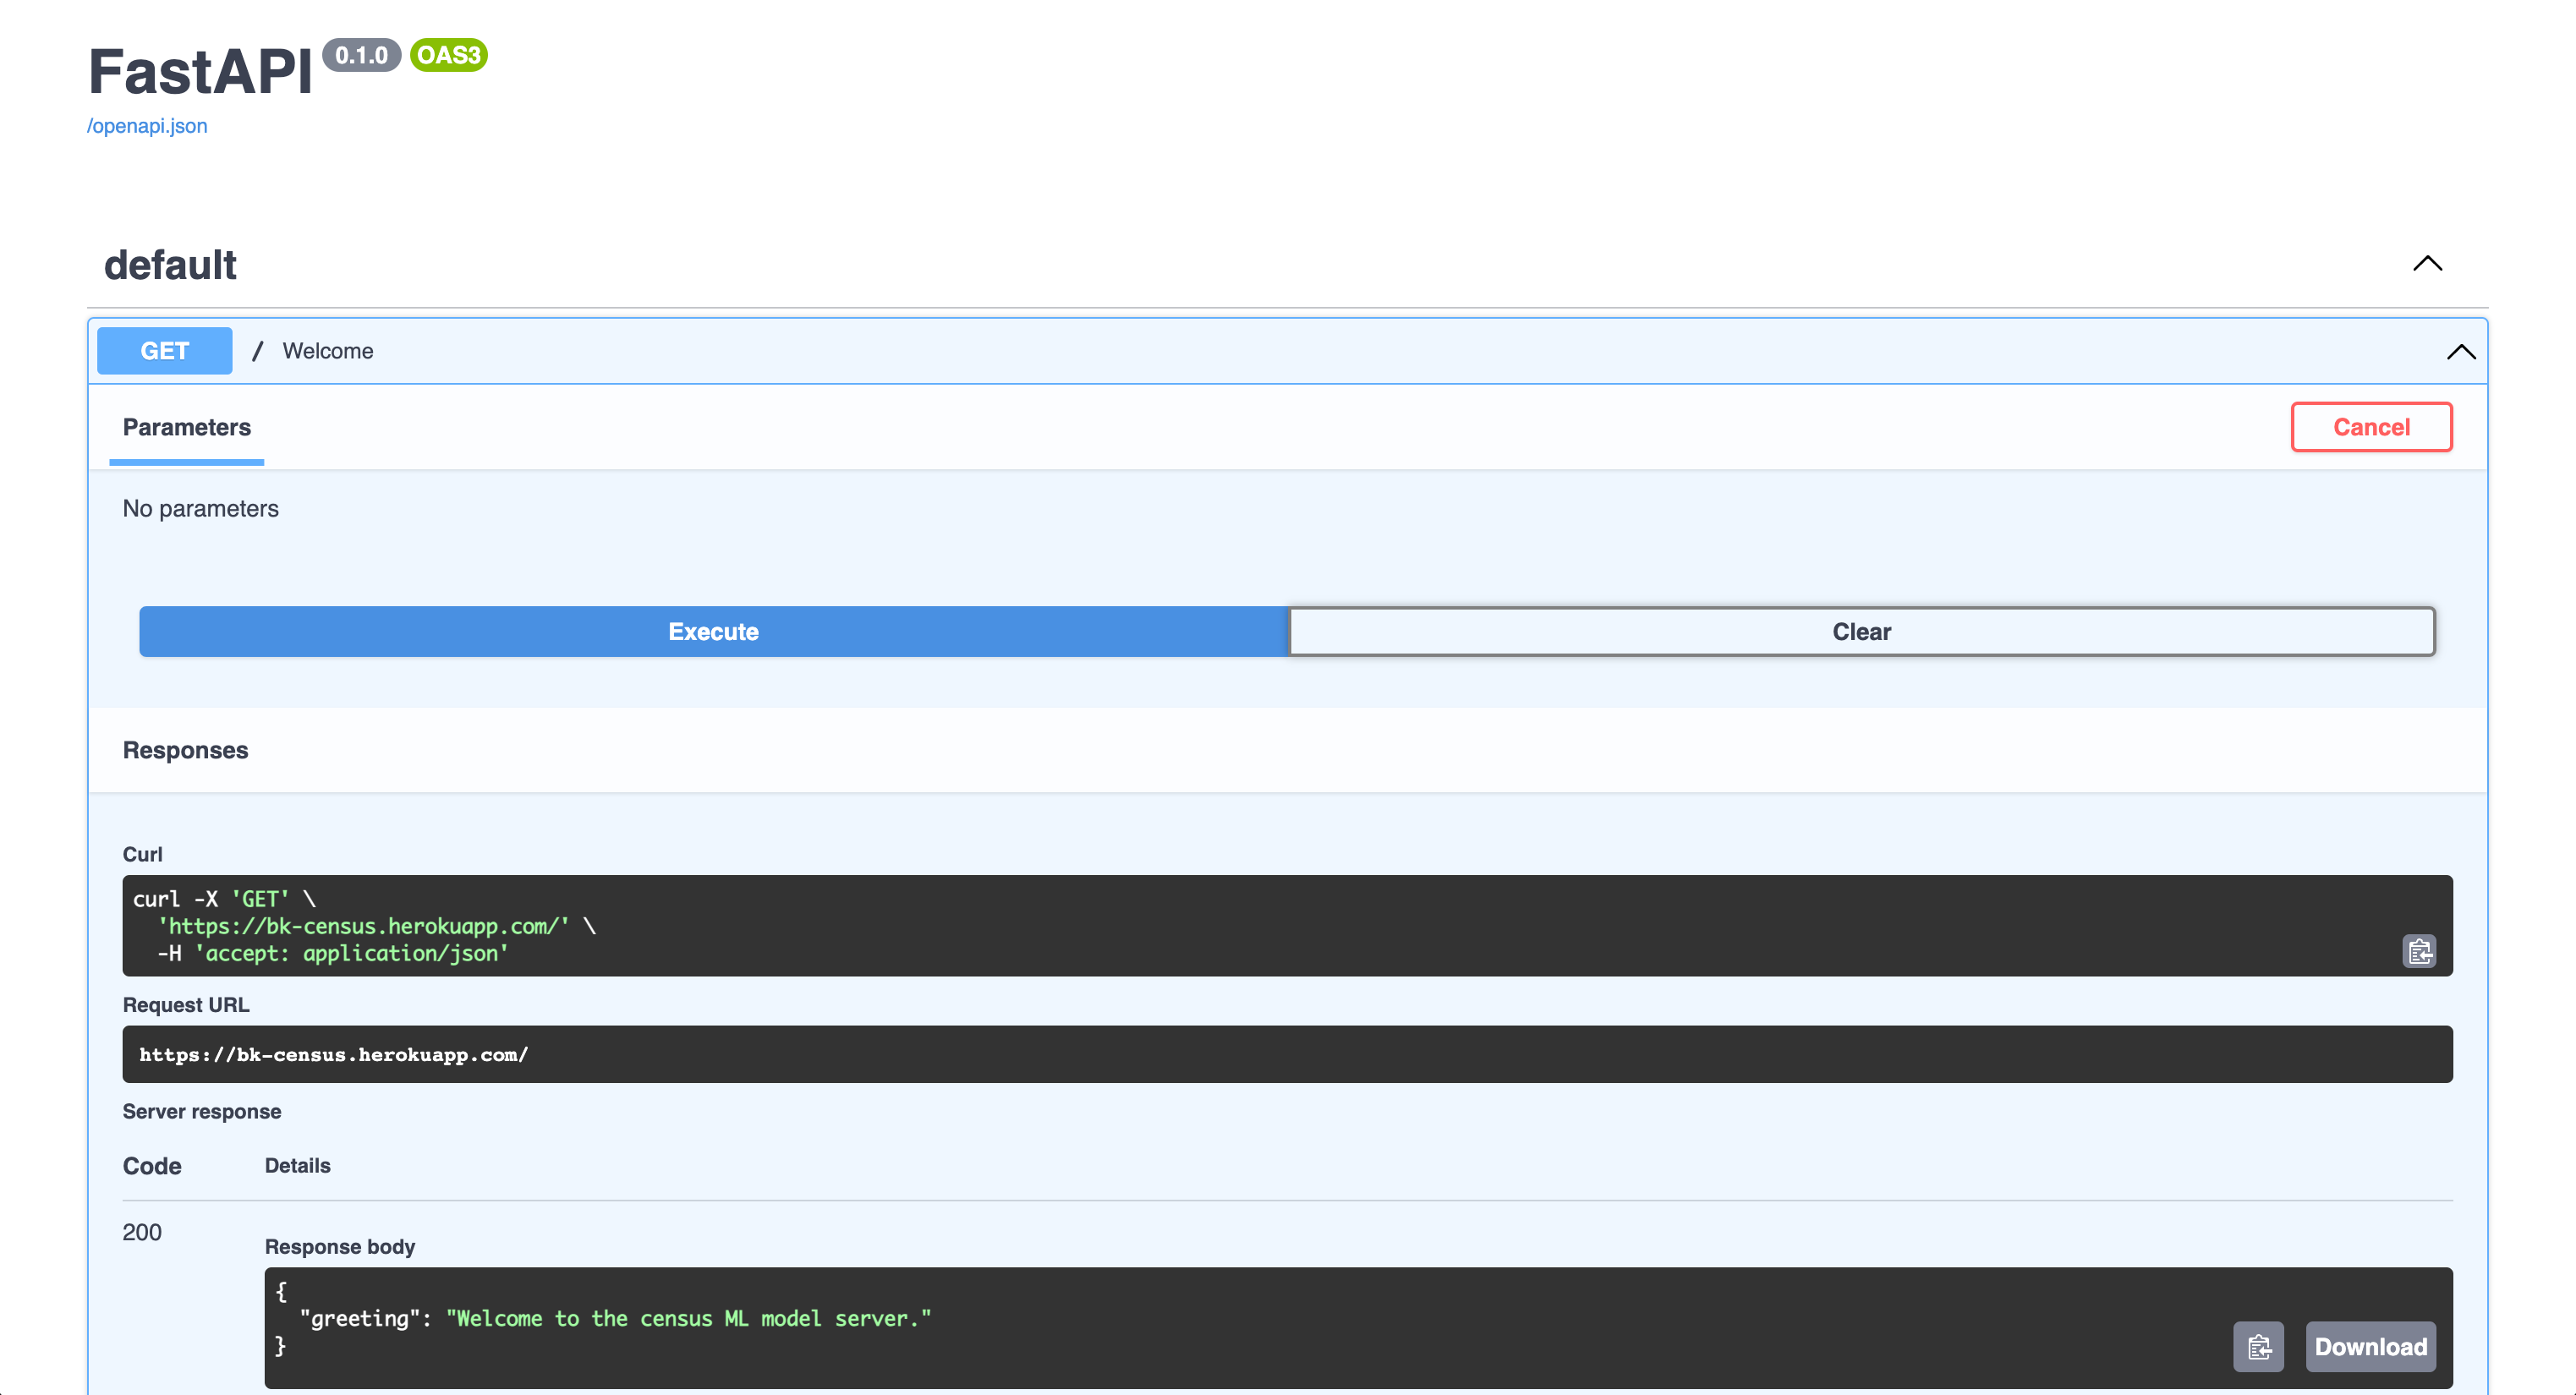 FastAPI 0.1.0 OAS3
/openapi.json
default
GET / Welcome
Parameters Cancel
No parameters
Execute Clear
Responses
Curl
curl -X 'GET' \
  'https://bk-census.herokuapp.com/' \
  -H 'accept: application/json'
Request URL
https://bk-census.herokuapp.com/
Server response
Code Details
200
Response body
{
  "greeting": "Welcome to the census ML model server."
}
Download